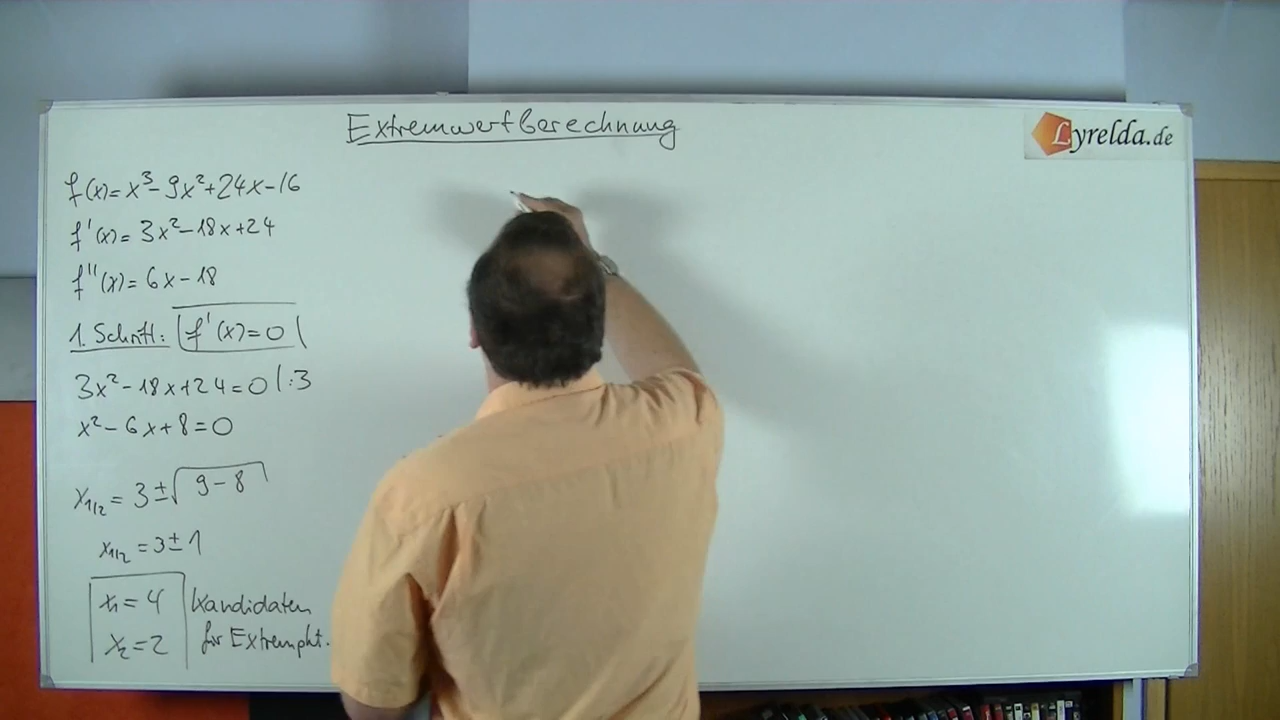 Extremwertberechnung
Lyrelda.de
f(x)=x³-9x²+24x-16
f'(x)=3x²-18x+24
f''(x)=6x-18
1. Schritt: f'(x)=0
3x²-18x+24=0 |:3
x²-6x+8=0
x₁/₂=3±√9-8
x₁/₂=3±1
x₁=4 Kandidaten
x₂=2 für Extrempkt.